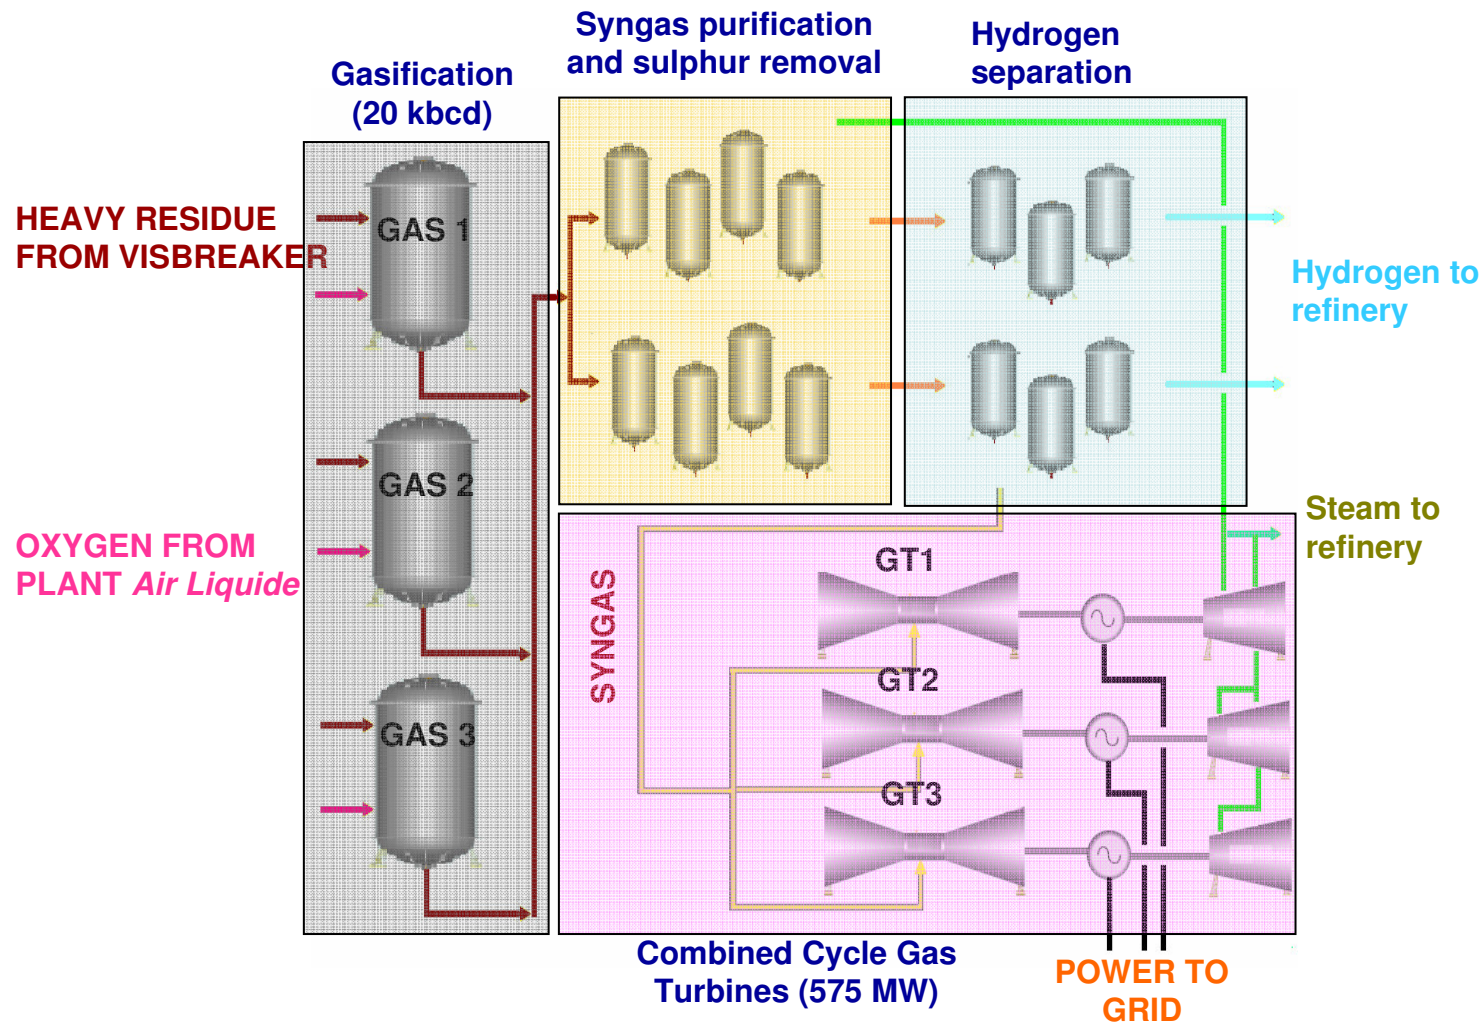 Syngas purification
and sulphur removal
Hydrogen
separation
Gasification
(20 kbcd)
HEAVY RESIDUE
FROM VISBREAKER
GAS 1
Hydrogen to
refinery
GAS 2
OXYGEN FROM
PLANT Air Liquide
Steam to
refinery
SYNGAS
GT1
GT2
GAS 3
GT3
Combined Cycle Gas
Turbines (575 MW)
POWER TO
GRID